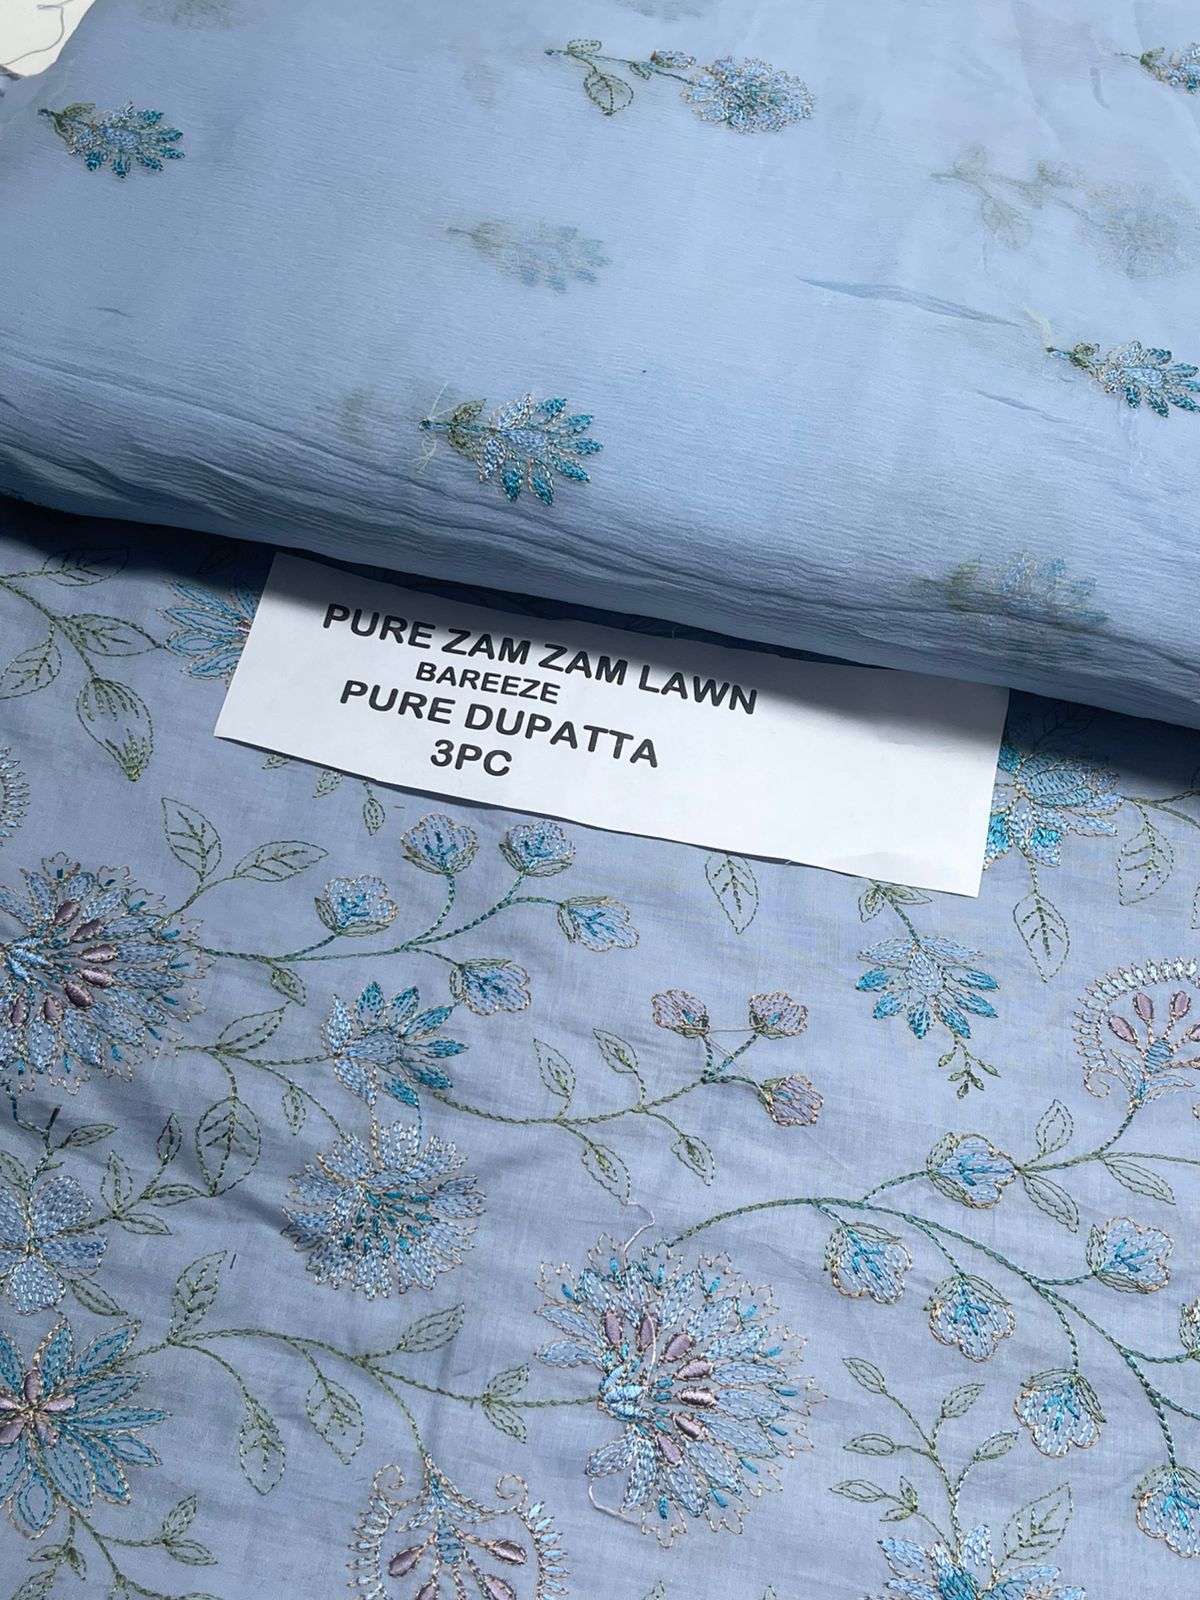 PURE ZAM ZAM LAWN
BAREEZE
PURE DUPATTA
3PC